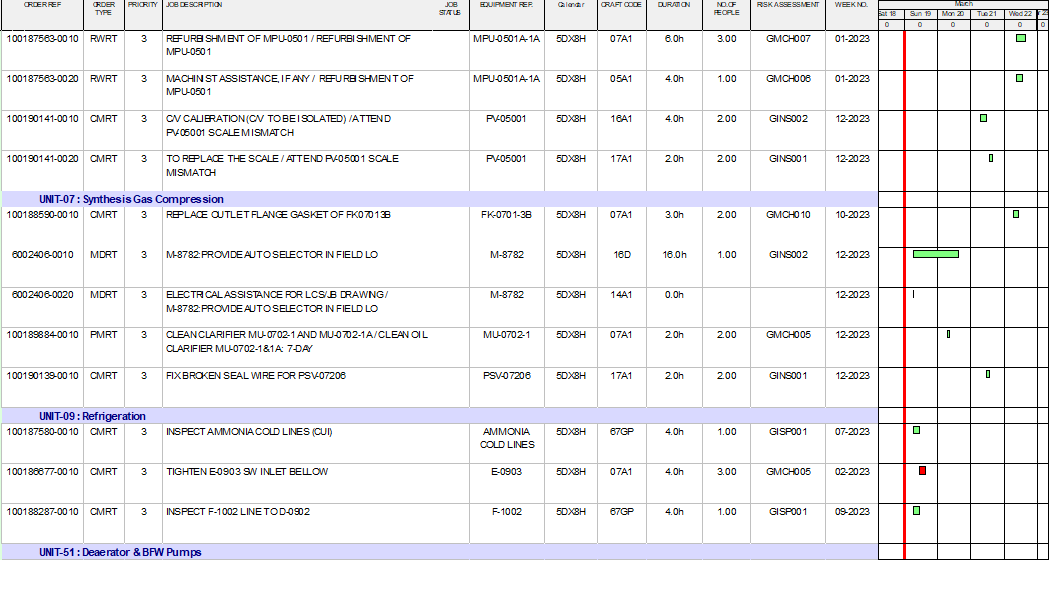 ORDER REF ORDER TYPE PRIORITY JOB DESCRIPTION JOB STATUS EQUIPMENT REF. Calendar CRAFT CODE DURATION NO.OF PEOPLE RISK ASSESSMENT WEEK NO. March
Sat 18 Sun 19 Mon 20 Tue 21 Wed 22
0 0 0 0 0 0
100187563-0010 RWRT 3 REFURBISHMENT OF MPU-0501 / REFURBISHMENT OF MPU-0501A-1A 5DX8H 07A1 6.0h 3.00 GMCH007 01-2023
MPU-0501
100187563-0020 RWRT 3 MACHINIST ASSISTANCE, IF ANY / REFURBISHMENT OF MPU-0501A-1A 5DX8H 05A1 4.0h 1.00 GMCH006 01-2023
MPU-0501
100190141-0010 CMRT 3 C/V CALIBRATION (C/V TO BE ISOLATED) / ATTEND PV-05001 5DX8H 16A1 4.0h 2.00 GINS002 12-2023
PV-05001 SCALE MISMATCH
100190141-0020 CMRT 3 TO REPLACE THE SCALE / ATTEND PV-05001 SCALE PV-05001 5DX8H 17A1 2.0h 2.00 GINS001 12-2023
MISMATCH
UNIT-07 : Synthesis Gas Compression
100188590-0010 CMRT 3 REPLACE OUTLET FLANGE GASKET OF FK07013B FK-0701-3B 5DX8H 07A1 3.0h 2.00 GMCH010 10-2023
6002406-0010 MDRT 3 M-8782:PROVIDE AUTO SELECTOR IN FIELD LO M-8782 5DX8H 16D 16.0h 1.00 GINS002 12-2023
6002406-0020 MDRT 3 ELECTRICAL ASSISTANCE FOR LCS/JB DRAWING / M-8782 5DX8H 14A1 0.0h 12-2023
M-8782:PROVIDE AUTO SELECTOR IN FIELD LO
100189884-0010 PMRT 3 CLEAN CLARIFIER MU-0702-1 AND MU-0702-1A / CLEAN OIL MU-0702-1 5DX8H 07A1 2.0h 2.00 GMCH005 12-2023
CLARIFIER MU-0702-1&1A: 7-DAY
100190139-0010 CMRT 3 FIX BROKEN SEAL WIRE FOR PSV-07206 PSV-07206 5DX8H 17A1 2.0h 2.00 GINS001 12-2023
UNIT-09 : Refrigeration
100187580-0010 CMRT 3 INSPECT AMMONIA COLD LINES (CUI) AMMONIA 5DX8H 67GP 4.0h 1.00 GISP001 07-2023
COLD LINES
100186677-0010 CMRT 3 TIGHTEN E-0903 SW INLET BELLOW E-0903 5DX8H 07A1 4.0h 3.00 GMCH005 02-2023
100188287-0010 CMRT 3 INSPECT F-1002 LINE TO D-0902 F-1002 5DX8H 67GP 4.0h 1.00 GISP001 09-2023
UNIT-51 : Deaerator & BFW Pumps